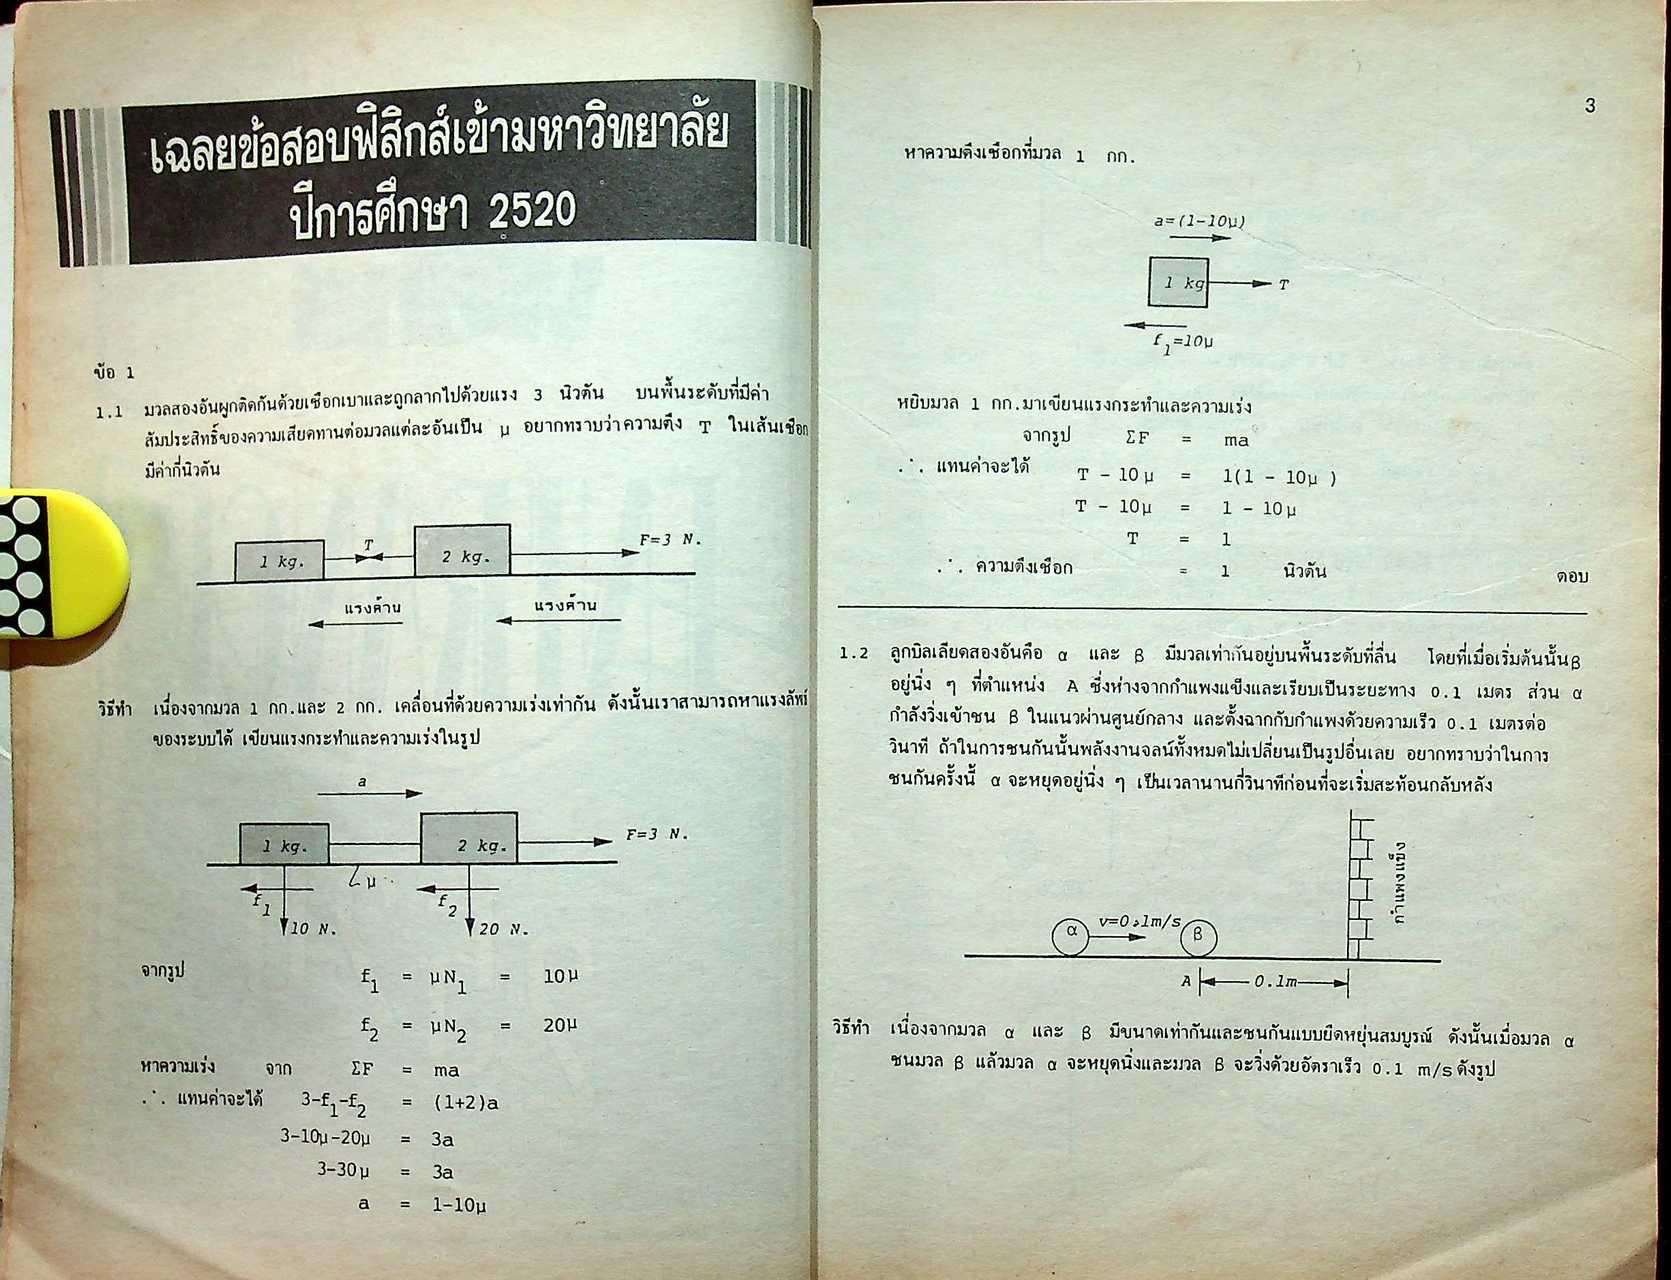 เฉลยข้อสอบฟิสิกส์เข้ามหาวิทยาลัย
ปีการศึกษา 2520
ข้อ 1
1.1 มวลสองอันผูกติดกันด้วยเชือกเบาและถูกลากไปด้วยแรง 3 นิวตัน บนพื้นระดับที่มีค่า
สัมประสิทธิ์ของความเสียดทานต่อมวลแต่ละอันเป็น μ อยากทราบว่าความตึง T ในเส้นเชือก
มีค่ากี่นิวตัน
1 kg. T 2 kg. F=3 N.
แรงค้าน แรงค้าน
วิธีทำ เนื่องจากมวล 1 กก.และ 2 กก. เคลื่อนที่ด้วยความเร่งเท่ากัน ดังนั้นเราสามารถหาแรงลัพธ์
ของระบบได้ เขียนแรงกระทำและความเร่งในรูป
a
1 kg. 2 kg. F=3 N.
f1 μ f2
10 N. 20 N.
จากรูป f1 = μN1 = 10μ
f2 = μN2 = 20μ
หาความเร่ง จาก ΣF = ma
∴ แทนค่าจะได้ 3-f1-f2 = (1+2)a
3-10μ-20μ = 3a
3-30μ = 3a
a = 1-10μ
3
หาความตึงเชือกที่มวล 1 กก.
a=(1-10μ)
1 kg T
f1=10μ
หยิบมวล 1 กก.มาเขียนแรงกระทำและความเร่ง
จากรูป ΣF = ma
∴ แทนค่าจะได้ T - 10μ = 1(1 - 10μ )
T - 10μ = 1 - 10μ
T = 1
∴ ความตึงเชือก = 1 นิวตัน ตอบ
1.2 ลูกบิลเลียดสองอันคือ α และ β มีมวลเท่ากันอยู่บนพื้นระดับที่ลื่น โดยที่เมื่อเริ่มต้นนั้นβ
อยู่นิ่ง ๆ ที่ตำแหน่ง A ซึ่งห่างจากกำแพงแข็งและเรียบเป็นระยะทาง 0.1 เมตร ส่วน α
กำลังวิ่งเข้าชน β ในแนวผ่านศูนย์กลาง และตั้งฉากกับกำแพงด้วยความเร็ว 0.1 เมตรต่อ
วินาที ถ้าในการชนกันนั้นพลังงานจลน์ทั้งหมดไม่เปลี่ยนเป็นรูปอื่นเลย อยากทราบว่าในการ
ชนกันครั้งนี้ α จะหยุดอยู่นิ่ง ๆ เป็นเวลานานกี่วินาทีก่อนที่จะเริ่มสะท้อนกลับหลัง
กำแพงแข็ง
α v=0.1m/s β
A 0.1m
วิธีทำ เนื่องจากมวล α และ β มีขนาดเท่ากันและชนกันแบบยืดหยุ่นสมบูรณ์ ดังนั้นเมื่อมวล α
ชนมวล β แล้วมวล α จะหยุดนิ่งและมวล β จะวิ่งด้วยอัตราเร็ว 0.1 m/s ดังรูป